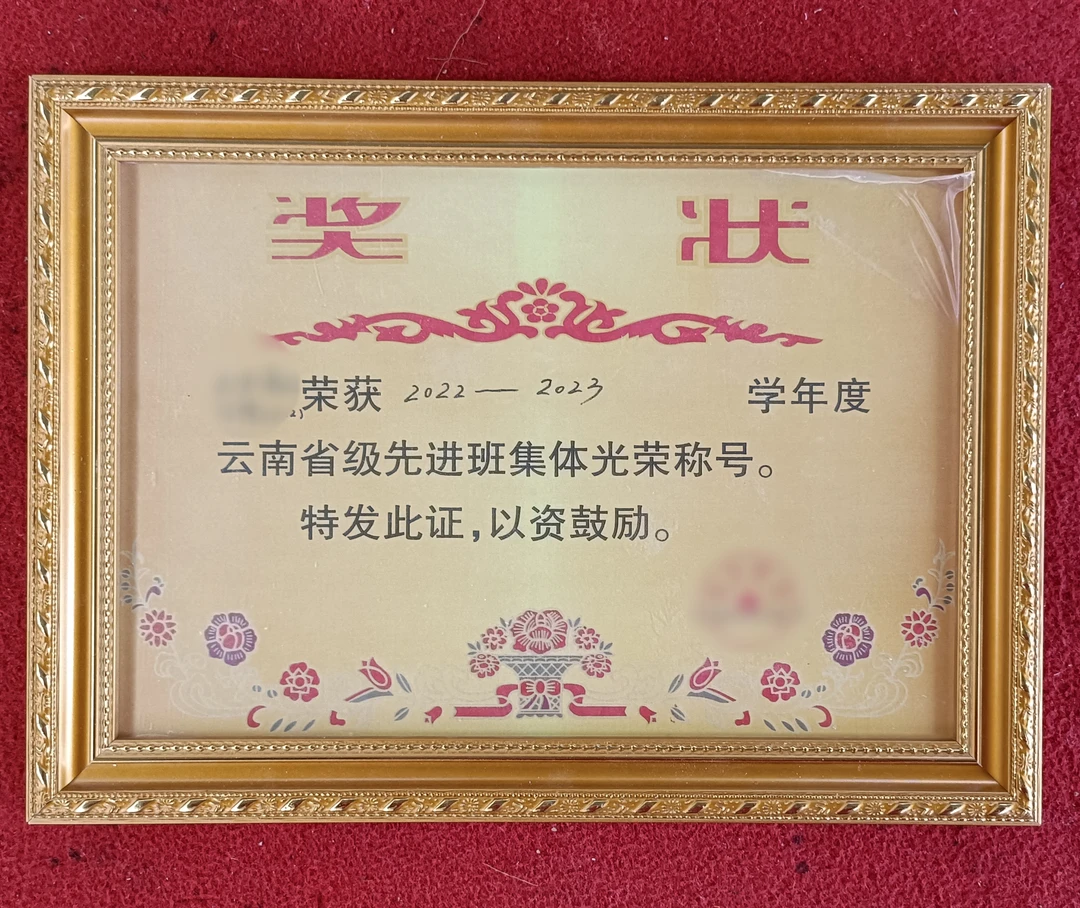 奖状
荣获 2022 — 2023 学年度
云南省级先进班集体光荣称号。
特发此证,以资鼓励。